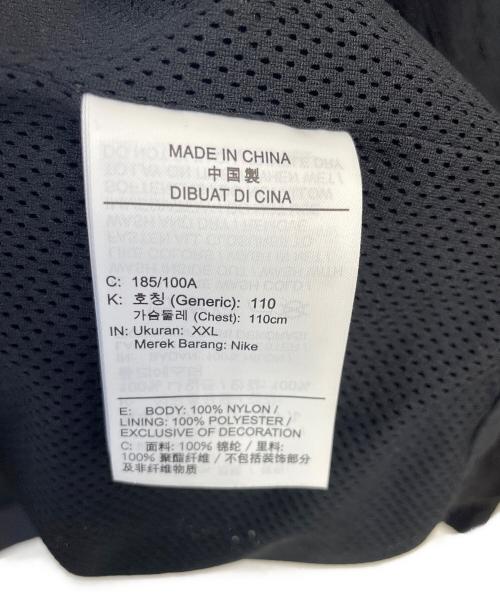 MADE IN CHINA
中国製
DIBUAT DI CINA
C: 185/100A
K: 호칭 (Generic): 110
가슴둘레 (Chest): 110cm
IN: Ukuran: XXL
Merek Barang: Nike
E: BODY: 100% NYLON /
LINING: 100% POLYESTER /
EXCLUSIVE OF DECORATION
C: 面料: 100% 锦纶 / 里料:
100% 聚酯纤维 / 不包括装饰部分
及非纤维物质